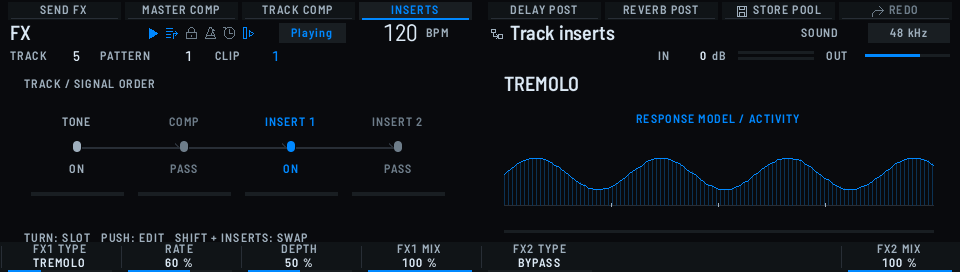 SEND FX MASTER COMP TRACK COMP INSERTS DELAY POST REVERB POST STORE POOL REDO
FX Playing 120 BPM Track inserts SOUND 48 kHz
TRACK 5 PATTERN 1 CLIP 1 IN 0 dB OUT
TRACK / SIGNAL ORDER
TREMOLO
TONE COMP INSERT 1 INSERT 2
RESPONSE MODEL / ACTIVITY
ON PASS ON PASS
TURN: SLOT PUSH: EDIT SHIFT + INSERTS: SWAP
FX1 TYPE RATE DEPTH FX1 MIX FX2 TYPE FX2 MIX
TREMOLO 60 % 50 % 100 % BYPASS 100 %